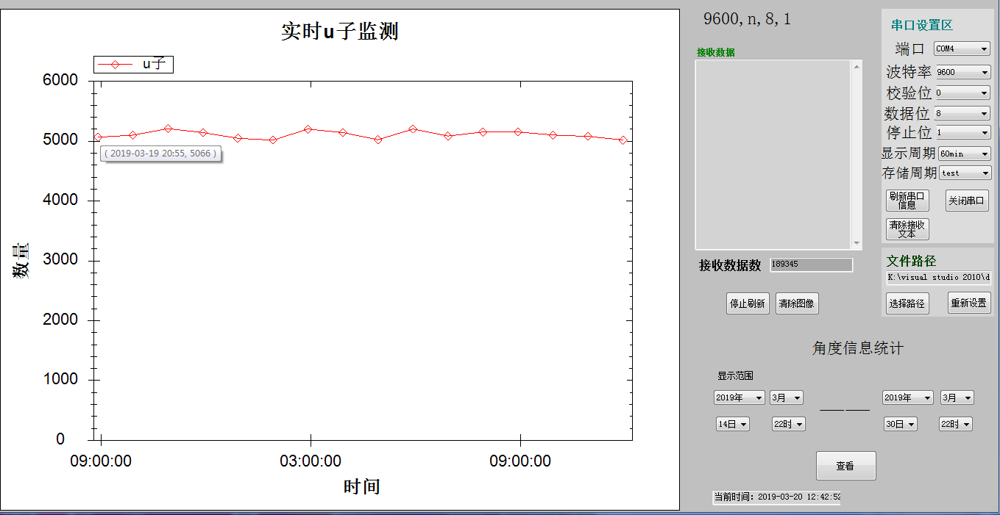 实时u子监测
u子
6000
5000
4000
3000
2000
1000
0
数量
( 2019-03-19 20:55, 5066 )
09:00:00
03:00:00
09:00:00
时间
9600,n,8,1
接收数据
接收数据数
189345
停止刷新
清除图像
串口设置区
端口 COM4
波特率 9600
校验位 0
数据位 8
停止位 1
显示周期 60min
存储周期 test
刷新串口
信息
关闭串口
清除接收
文本
文件路径
K:\visual studio 2010\d
选择路径
重新设置
角度信息统计
显示范围
2019年 3月
14日 22时
2019年 3月
30日 22时
查看
当前时间: 2019-03-20 12:42:52